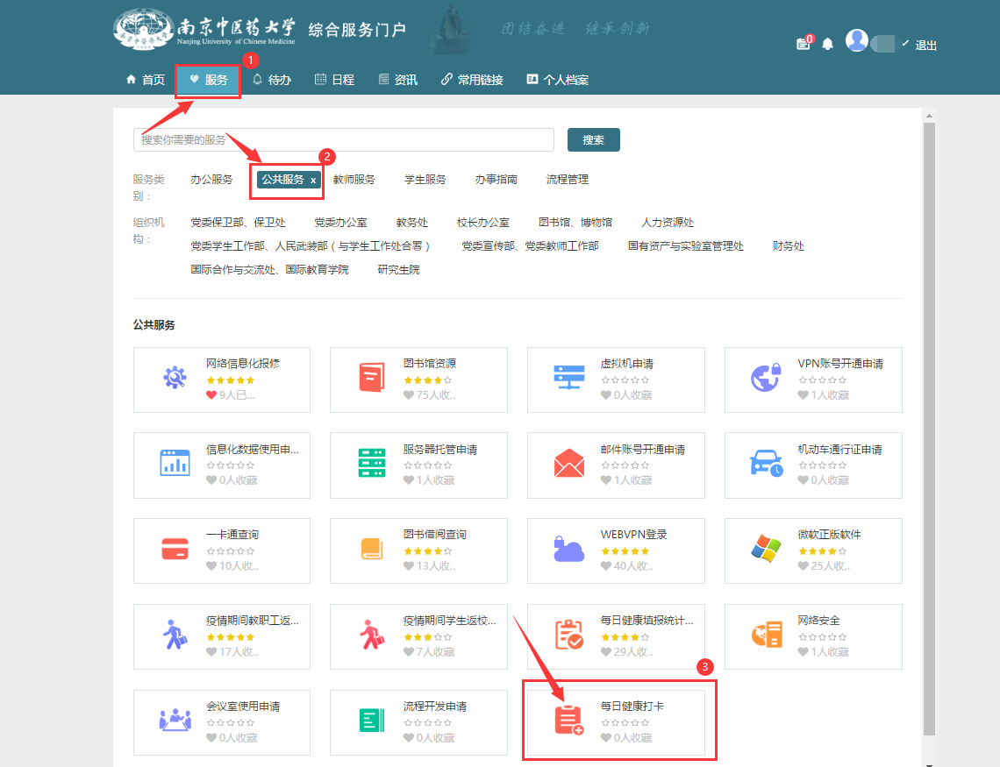 南京中医药大学
Nanjing University of Chinese Medicine
综合服务门户
团结奋进 继承创新
0
退出
1
首页 服务 待办 日程 资讯 常用链接 个人档案
搜索你需要的服务 搜索
2
服务类别： 办公服务 公共服务 x 教师服务 学生服务 办事指南 流程管理
组织机构： 党委保卫部、保卫处 党委办公室 教务处 校长办公室 图书馆、博物馆 人力资源处
党委学生工作部、人民武装部（与学生工作处合署） 党委宣传部、党委教师工作部 国有资产与实验室管理处 财务处
国际合作与交流处、国际教育学院 研究生院
公共服务
网络信息化报修 图书馆资源 虚拟机申请 VPN账号开通申请
9人已... 75人收.. 0人收藏 1人收藏
信息化数据使用申... 服务器托管申请 邮件账号开通申请 机动车通行证申请
0人收藏 1人收藏 1人收藏 0人收藏
一卡通查询 图书借阅查询 WEBVPN登录 微软正版软件
10人收.. 13人收.. 40人收.. 25人收..
疫情期间教职工返... 疫情期间学生返校... 每日健康填报统计... 网络安全
17人收.. 7人收藏 29人收.. 1人收藏
3
会议室使用申请 流程开发申请 每日健康打卡
0人收藏 0人收藏 0人收藏